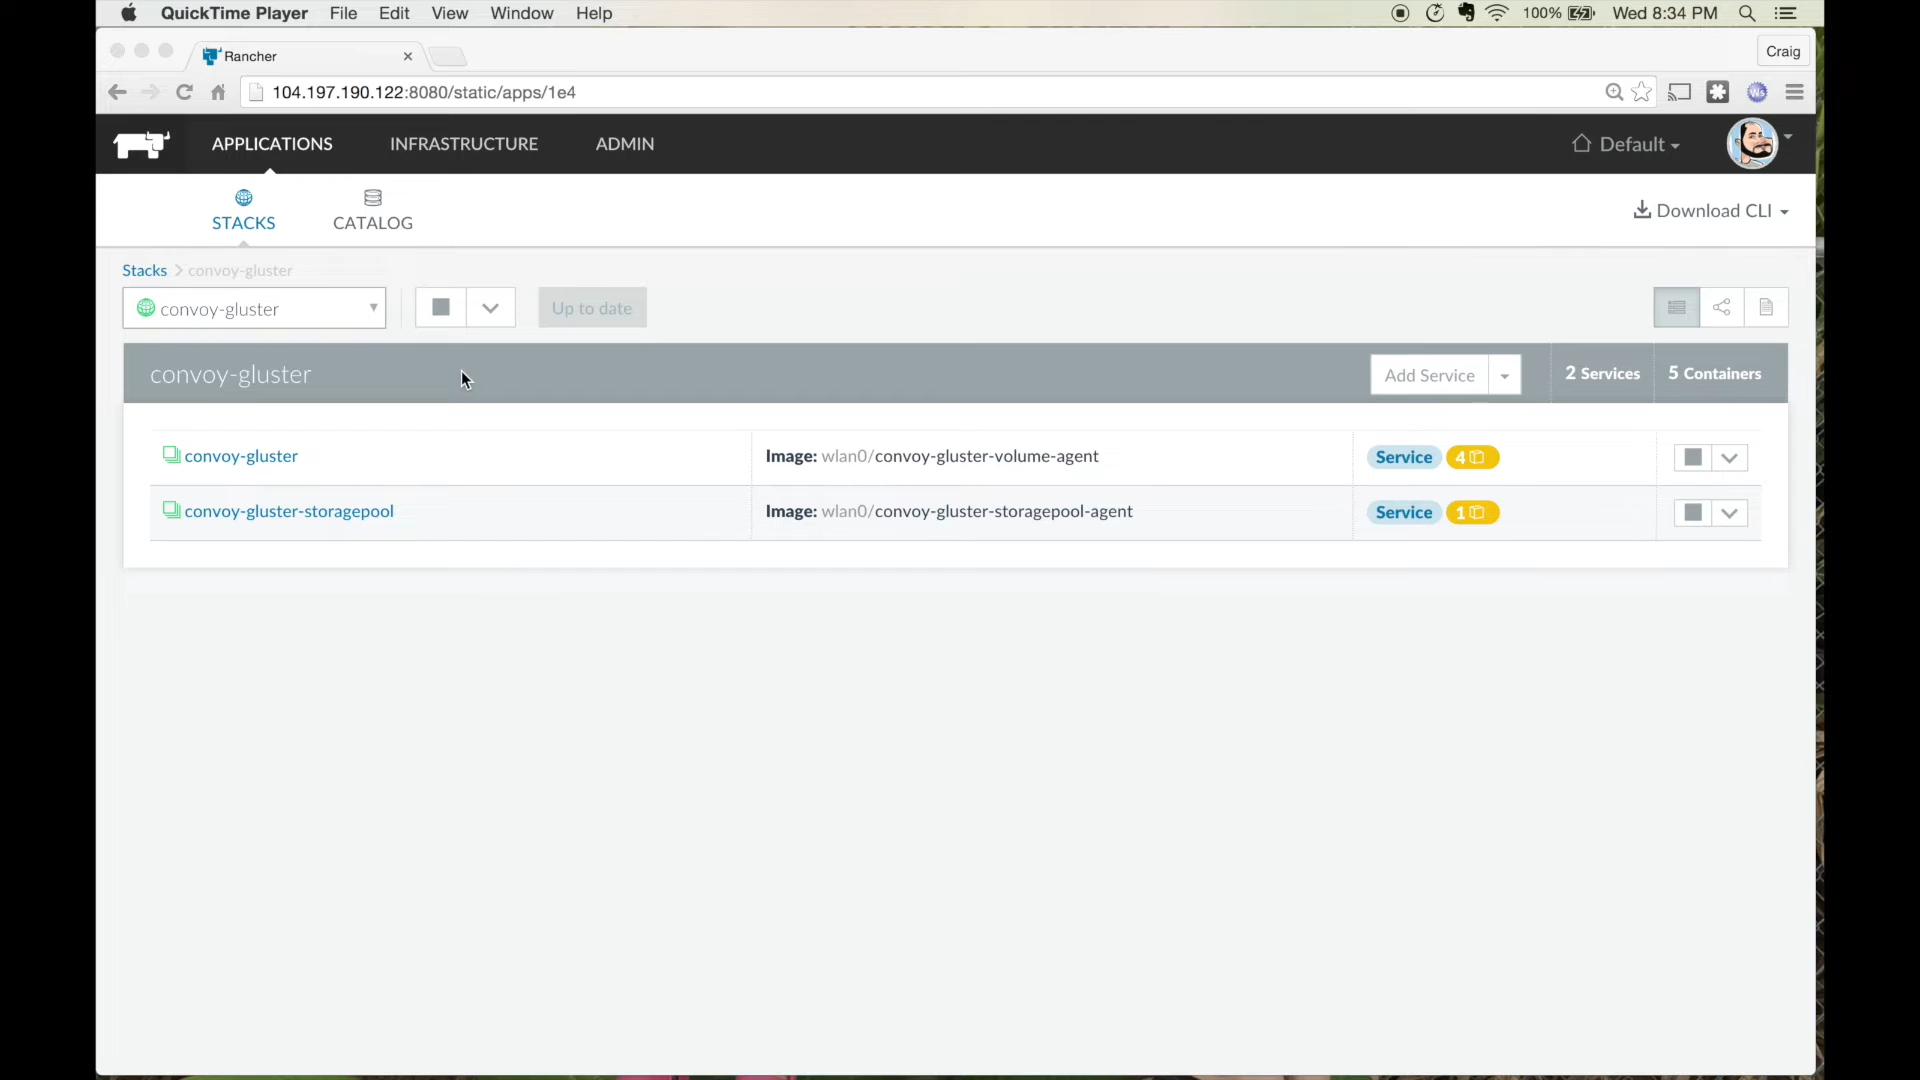 QuickTime Player File Edit View Window Help 100% Wed 8:34 PM
Rancher Craig
104.197.190.122:8080/static/apps/1e4
APPLICATIONS INFRASTRUCTURE ADMIN Default
STACKS CATALOG Download CLI
Stacks convoy-gluster
convoy-gluster Up to date
convoy-gluster Add Service 2 Services 5 Containers
convoy-gluster Image: wlan0/convoy-gluster-volume-agent Service 4
convoy-gluster-storagepool Image: wlan0/convoy-gluster-storagepool-agent Service 1